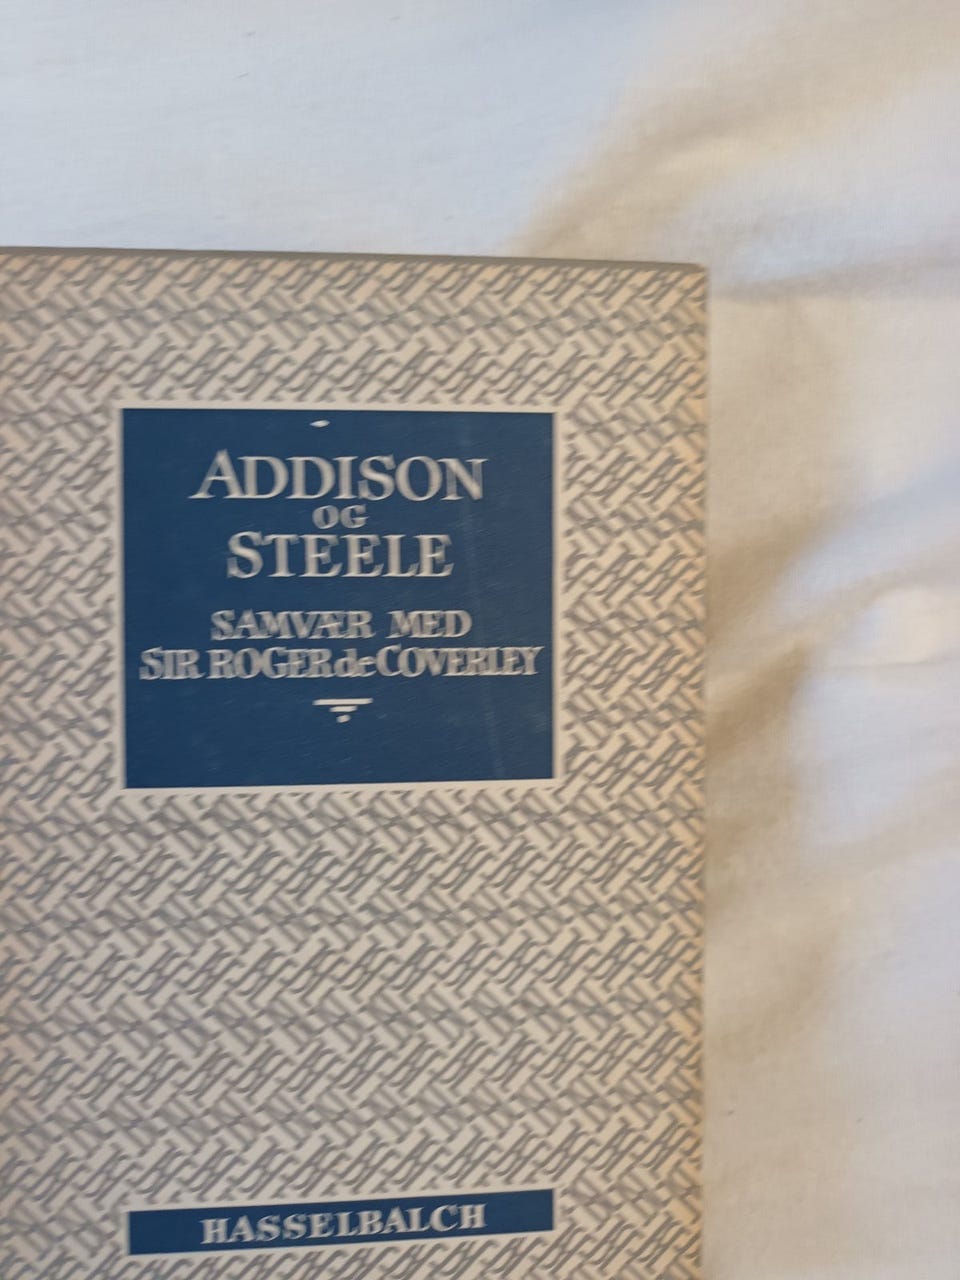 ADDISON
OG
STEELE
SAMVÆR MED
SIR ROGER de COVERLEY
HASSELBALCH